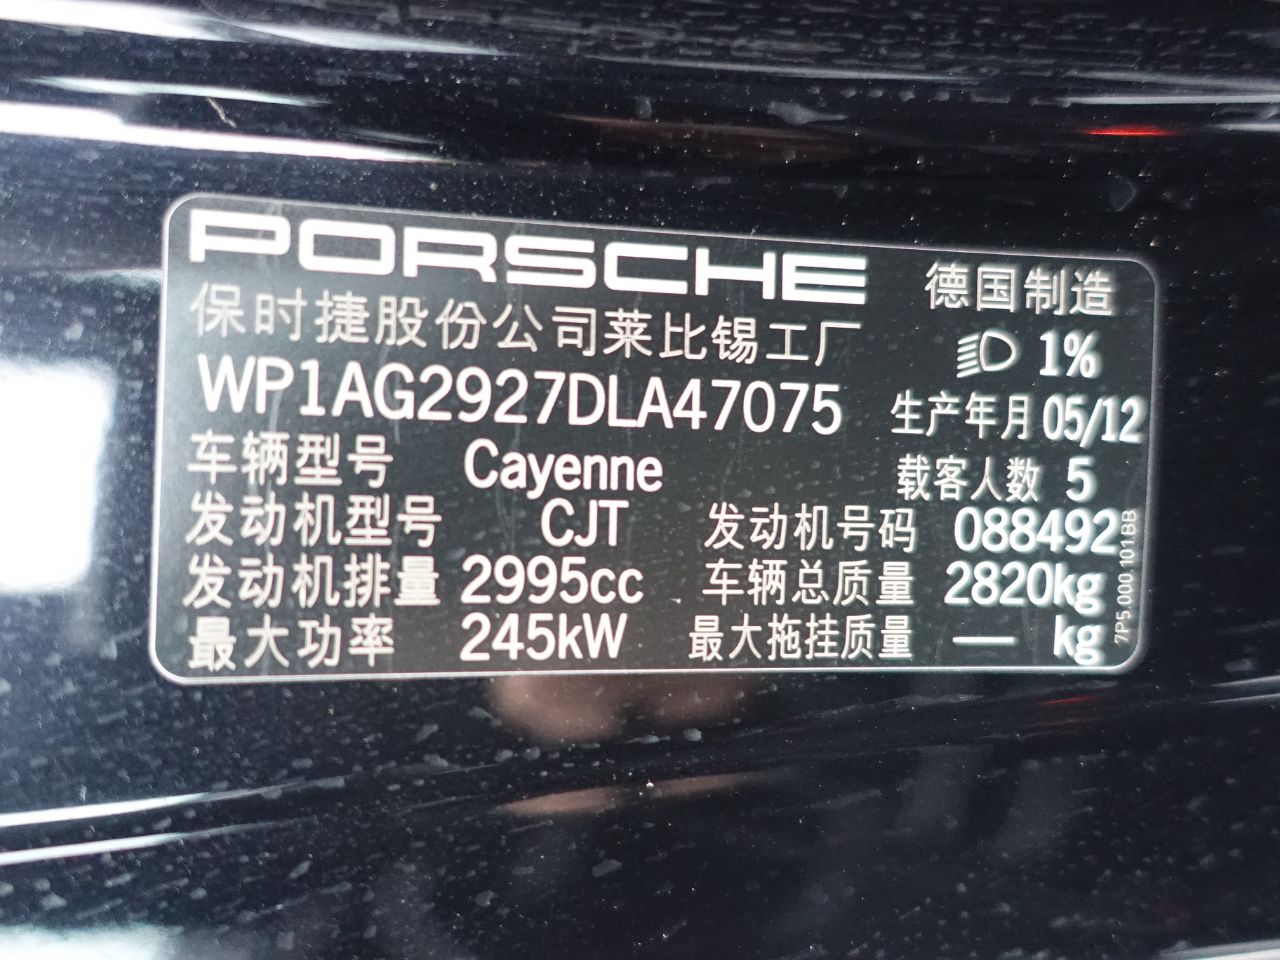 PORSCHE 德国制造
保时捷股份公司莱比锡工厂 1%
WP1AG2927DLA47075 生产年月 05/12
车辆型号 Cayenne 载客人数 5
发动机型号 CJT 发动机号码 088492
发动机排量 2995cc 车辆总质量 2820kg
最大功率 245kW 最大拖挂质量 — kg
7P5.000.101.BB